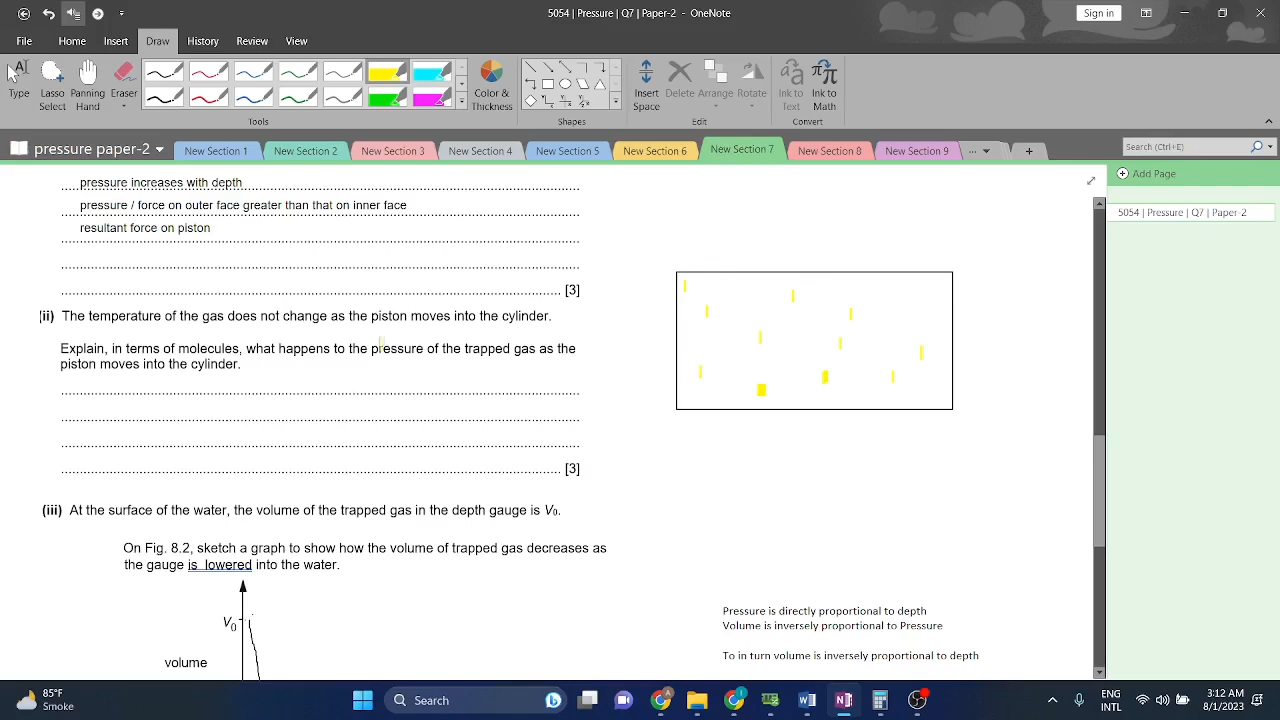 5054 | Pressure | Q7 | Paper-2 - OneNote
Sign in
File Home Insert Draw History Review View
Type
Lasso Select
Panning Hand
Eraser
Color & Thickness
Insert Space
Delete Arrange Rotate
Ink to Text
Ink to Math
Tools Shapes Edit Convert
pressure paper-2
New Section 1 New Section 2 New Section 3 New Section 4 New Section 5 New Section 6 New Section 7 New Section 8 New Section 9 ... +
Search (Ctrl+E)
Add Page
5054 | Pressure | Q7 | Paper-2
pressure increases with depth
pressure / force on outer face greater than that on inner face
resultant force on piston
[3]
(ii) The temperature of the gas does not change as the piston moves into the cylinder.
Explain, in terms of molecules, what happens to the pressure of the trapped gas as the
piston moves into the cylinder.
[3]
(iii) At the surface of the water, the volume of the trapped gas in the depth gauge is V0.
On Fig. 8.2, sketch a graph to show how the volume of trapped gas decreases as
the gauge is lowered into the water.
V0
volume
Pressure is directly proportional to depth
Volume is inversely proportional to Pressure
To in turn volume is inversely proportional to depth
85°F
Smoke
Search
ENG
INTL
3:12 AM
8/1/2023